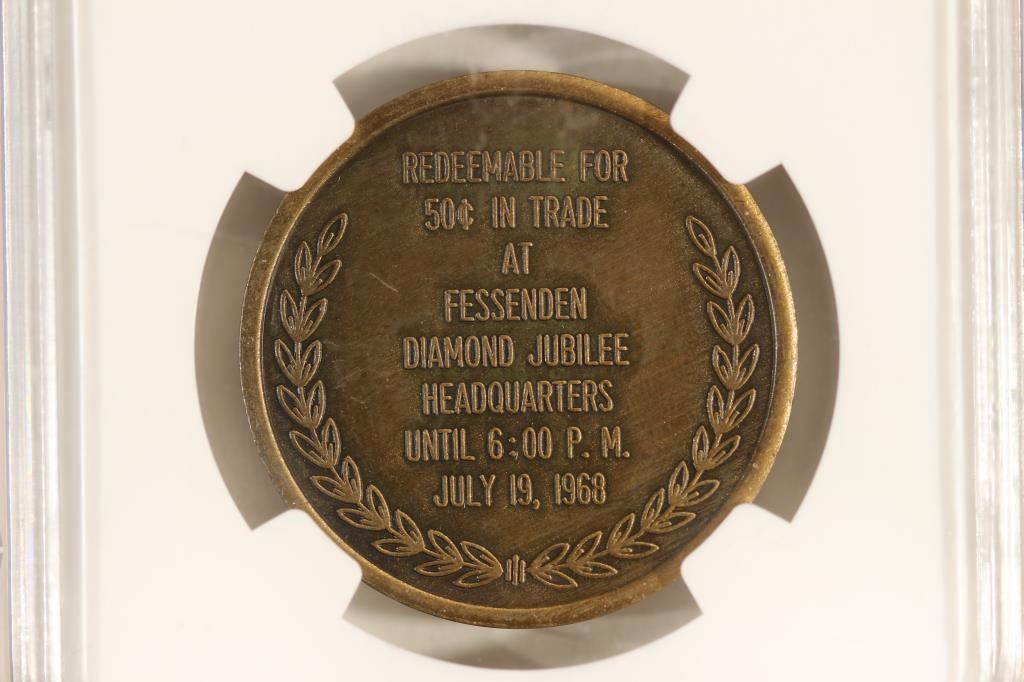 REDEEMABLE FOR
50¢ IN TRADE
AT
FESSENDEN
DIAMOND JUBILEE
HEADQUARTERS
UNTIL 6:00 P. M.
JULY 19, 1968